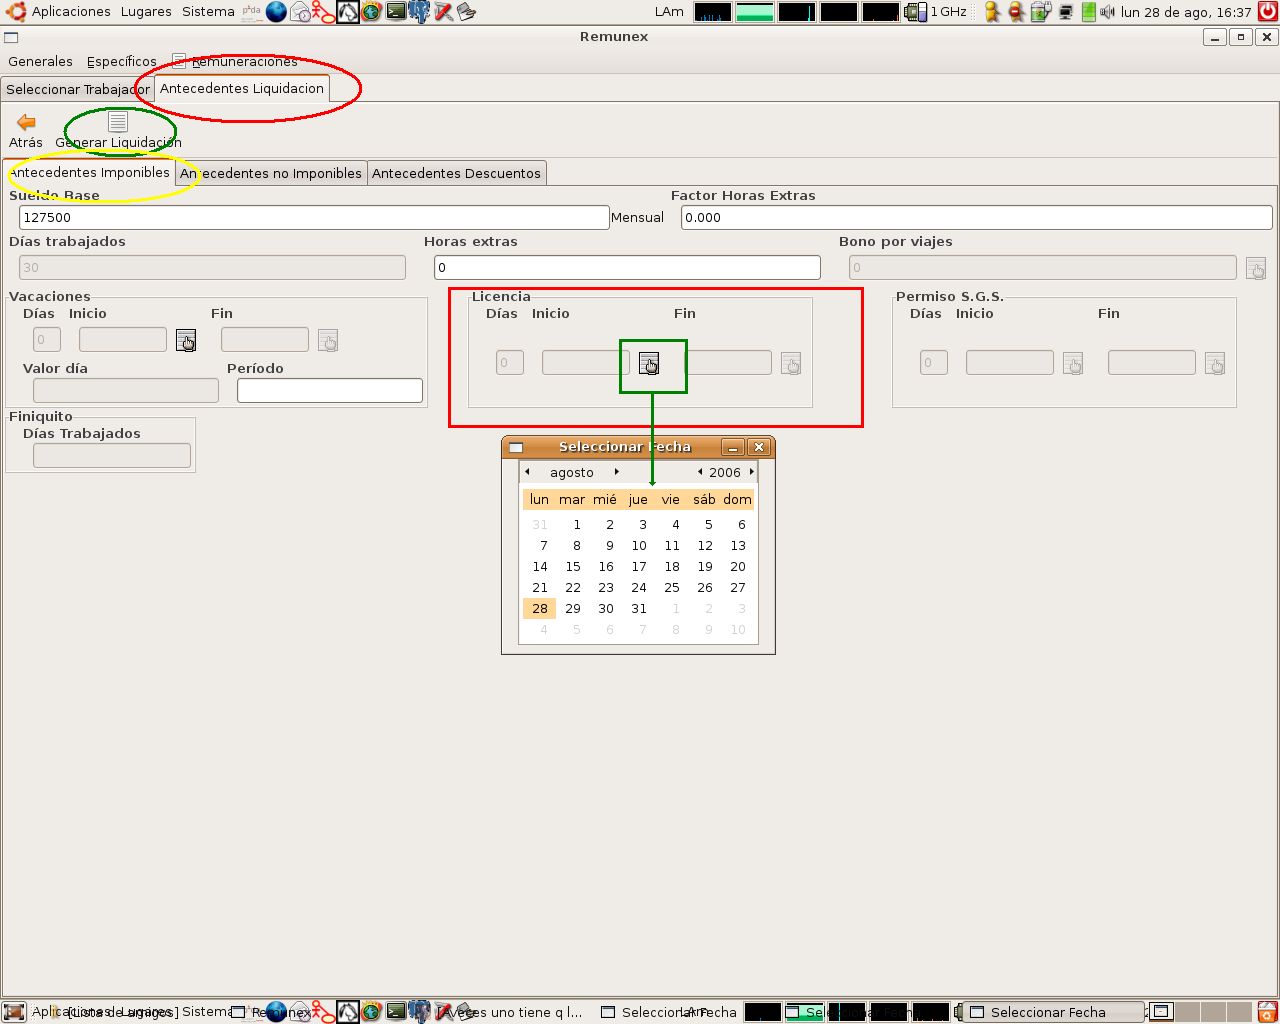 Aplicaciones Lugares Sistema LAm 1 GHz lun 28 de ago, 16:37
Remunex
Generales Específicos Remuneraciones
Seleccionar Trabajador Antecedentes Liquidacion
Atrás Generar Liquidación
Antecedentes Imponibles Antecedentes no Imponibles Antecedentes Descuentos
Sueldo Base Factor Horas Extras
127500 Mensual 0.000
Días trabajados Horas extras Bono por viajes
30 0 0
Vacaciones Licencia Permiso S.G.S.
Días Inicio Fin Días Inicio Fin Días Inicio Fin
0 0 0
Valor día Período
Finiquito
Días Trabajados
Seleccionar Fecha
agosto 2006
lun mar mié jue vie sáb dom
31 1 2 3 4 5 6
7 8 9 10 11 12 13
14 15 16 17 18 19 20
21 22 23 24 25 26 27
28 29 30 31 1 2 3
4 5 6 7 8 9 10
Aplicaciones Lugares Sistema [Lista de amigos] Remunex [A veces uno tiene q l... Seleccionar Fecha LAm Seleccionar Fecha Seleccionar Fecha